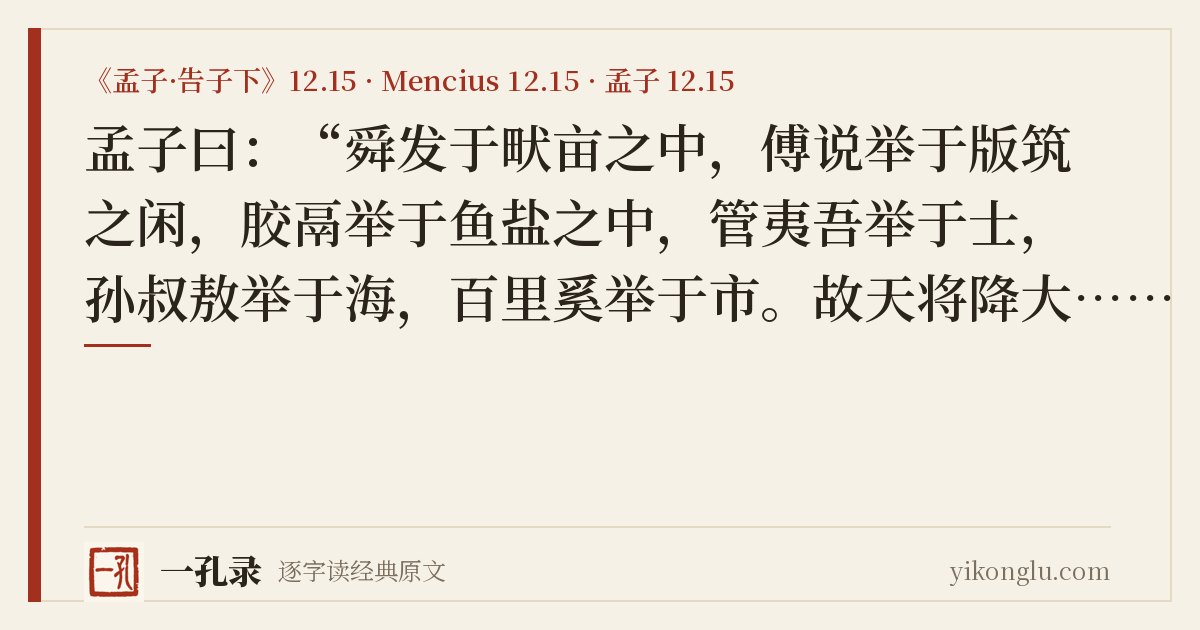 《孟子·告子下》12.15 · Mencius 12.15 · 孟子 12.15
孟子曰：“舜发于畎亩之中，傅说举于版筑
之闲，胶鬲举于鱼盐之中，管夷吾举于士，
孙叔敖举于海，百里奚举于市。故天将降大……
一孔
一孔录 逐字读经典原文
yikonglu.com